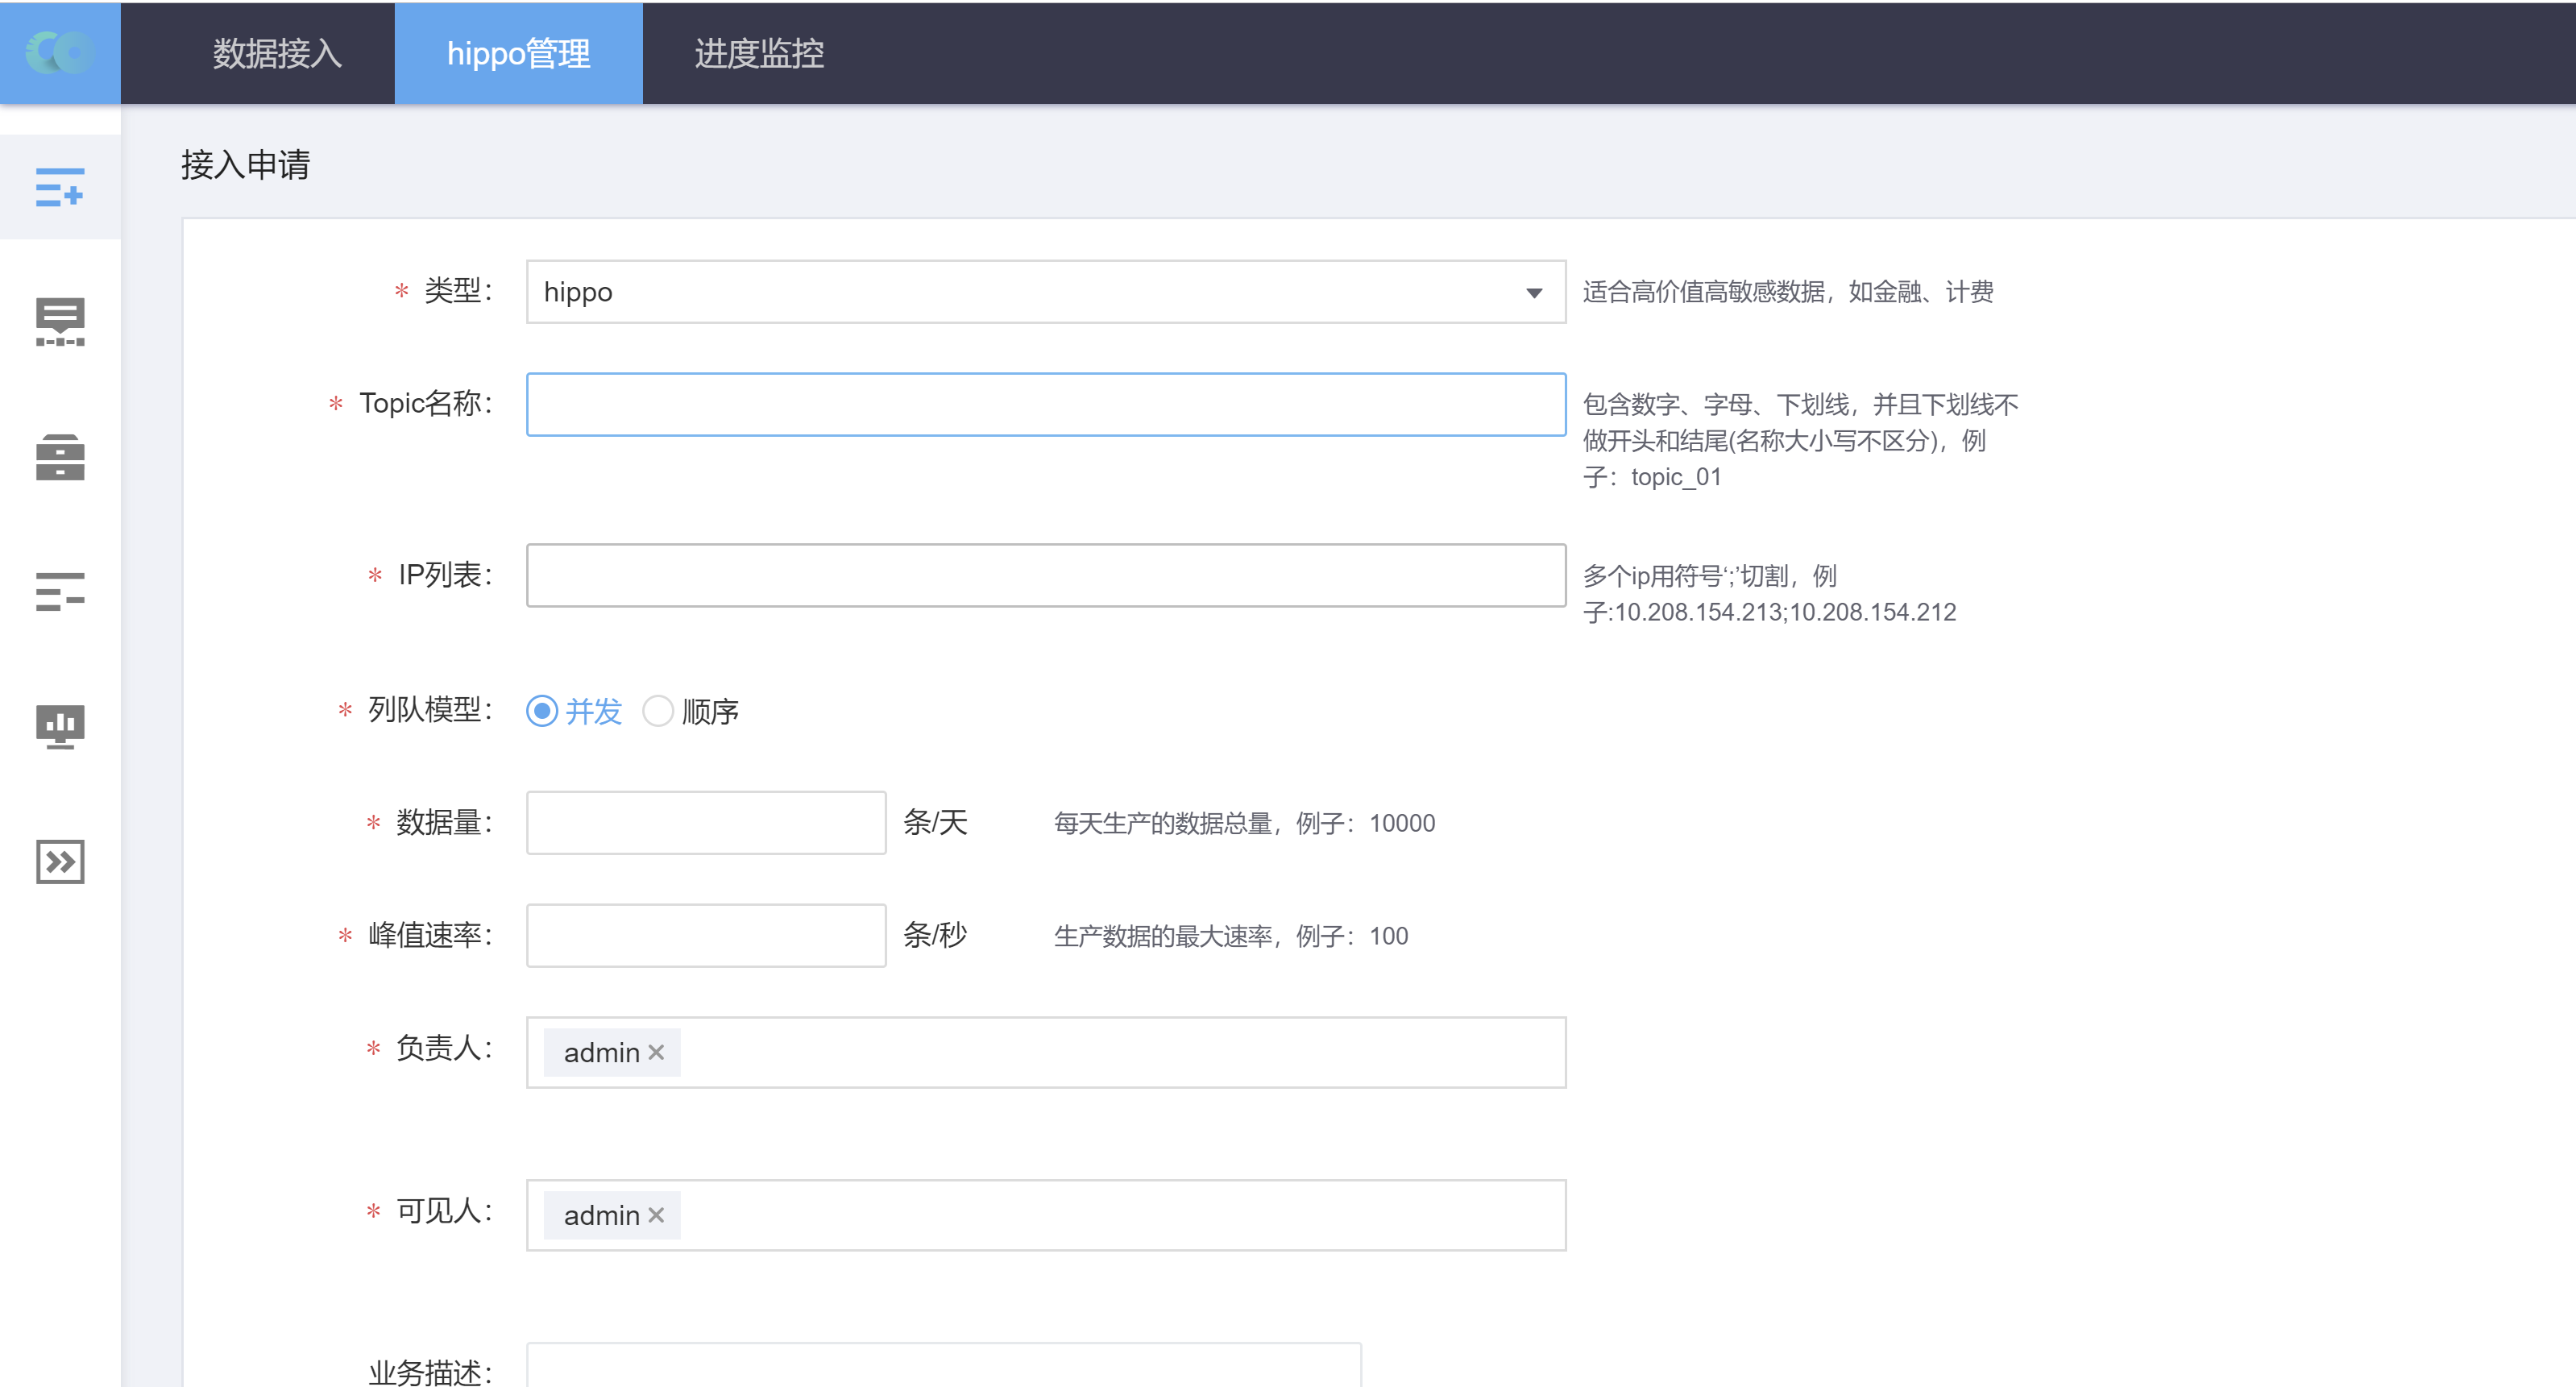 数据接入
hippo管理
进度监控
接入申请
* 类型：
hippo
适合高价值高敏感数据，如金融、计费
* Topic名称：
包含数字、字母、下划线，并且下划线不
做开头和结尾(名称大小写不区分)，例
子：topic_01
* IP列表：
多个ip用符号‘;’切割，例
子:10.208.154.213;10.208.154.212
* 列队模型：
并发
顺序
* 数据量：
条/天
每天生产的数据总量，例子：10000
* 峰值速率：
条/秒
生产数据的最大速率，例子：100
* 负责人：
admin
* 可见人：
admin
业务描述：